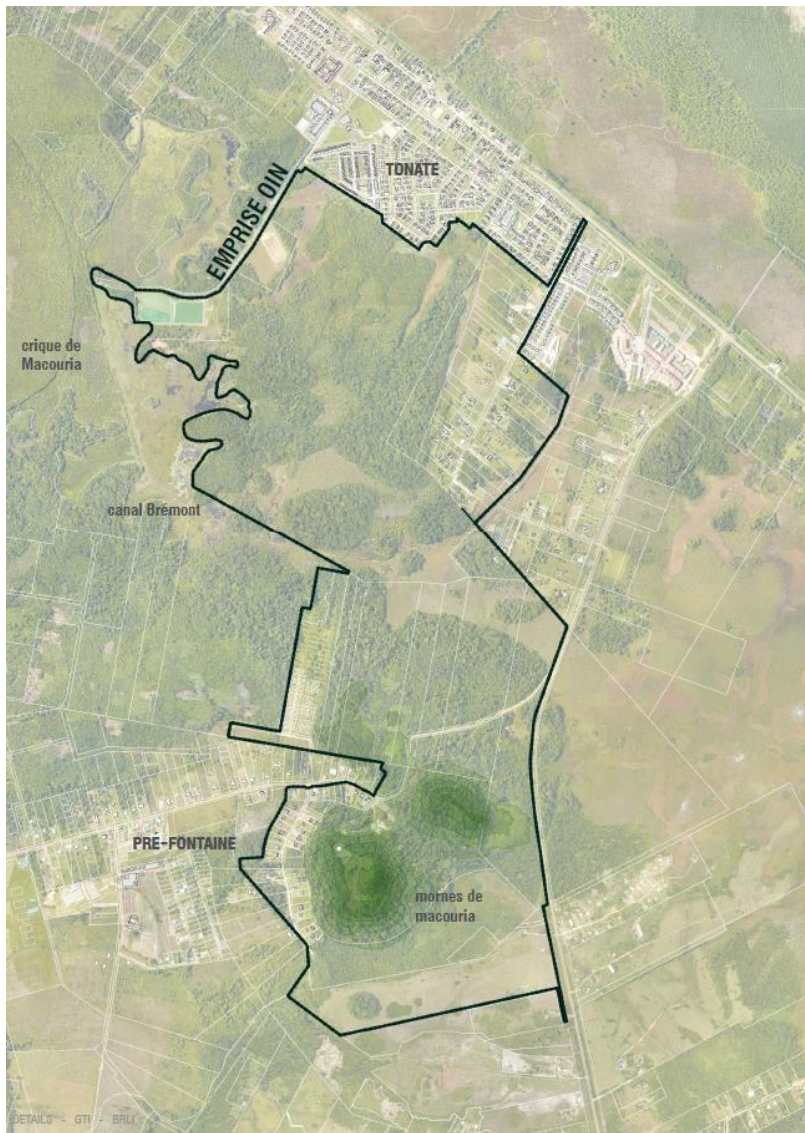 TONATE
EMPRISE OIN
crique de
Macouria
canal Brémont
PRÉ-FONTAINE
mornes de
macouria
DETAILS - GTI - BRLI